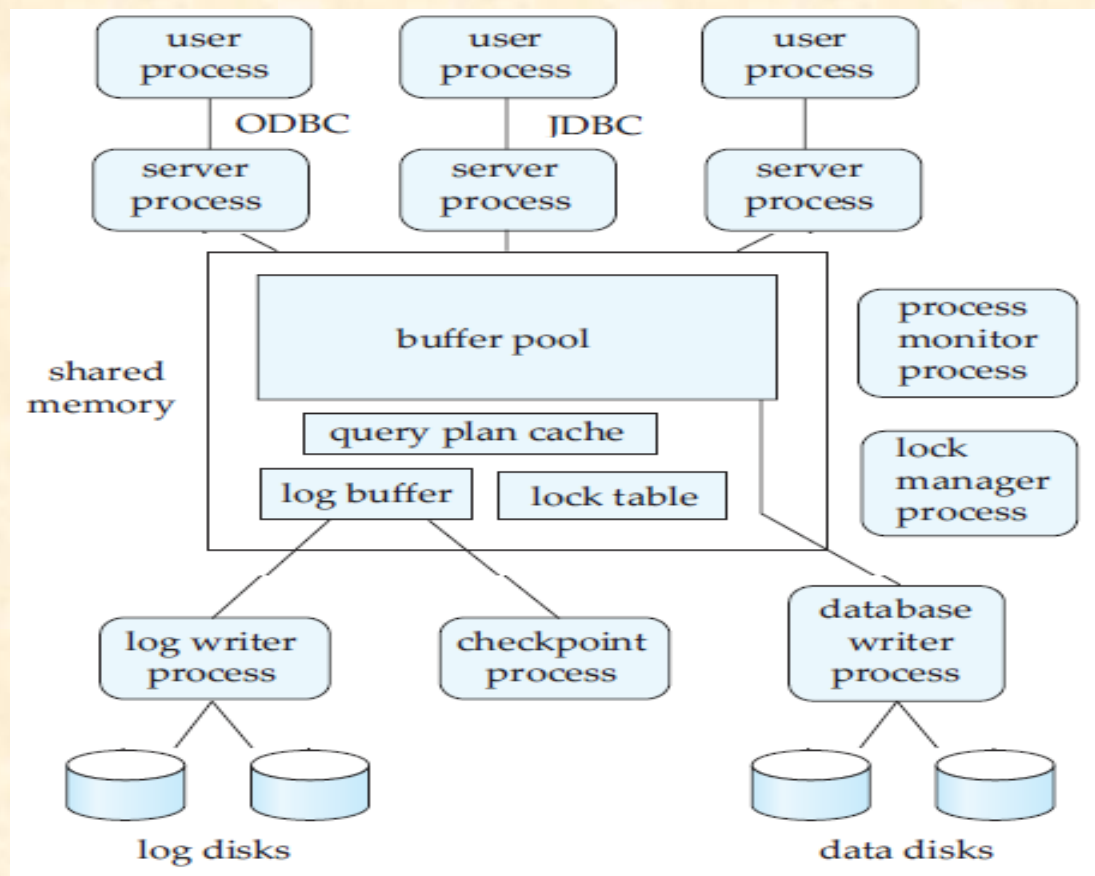 user
process
user
process
user
process
ODBC
JDBC
server
process
server
process
server
process
shared
memory
buffer pool
query plan cache
log buffer
lock table
process
monitor
process
lock
manager
process
log writer
process
checkpoint
process
database
writer
process
log disks
data disks